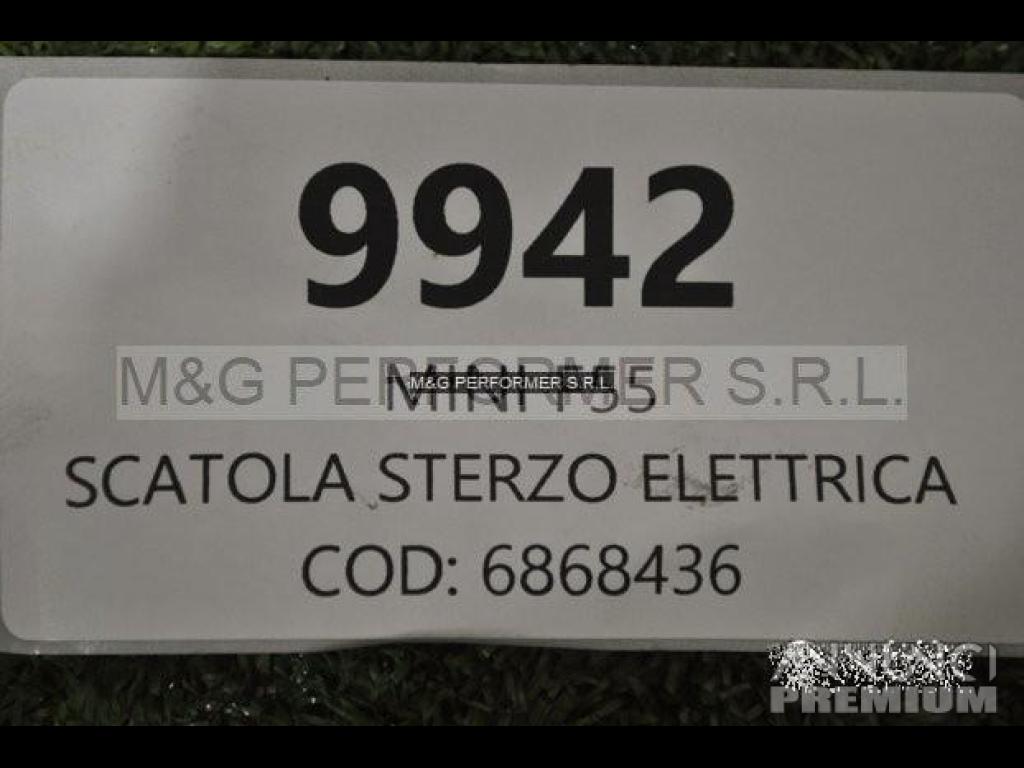 9942
M&G PERFORMER S.R.L.
M&G PERFORMER S.R.L.
MINI F55
SCATOLA STERZO ELETTRICA
COD: 6868436
PREMIUM